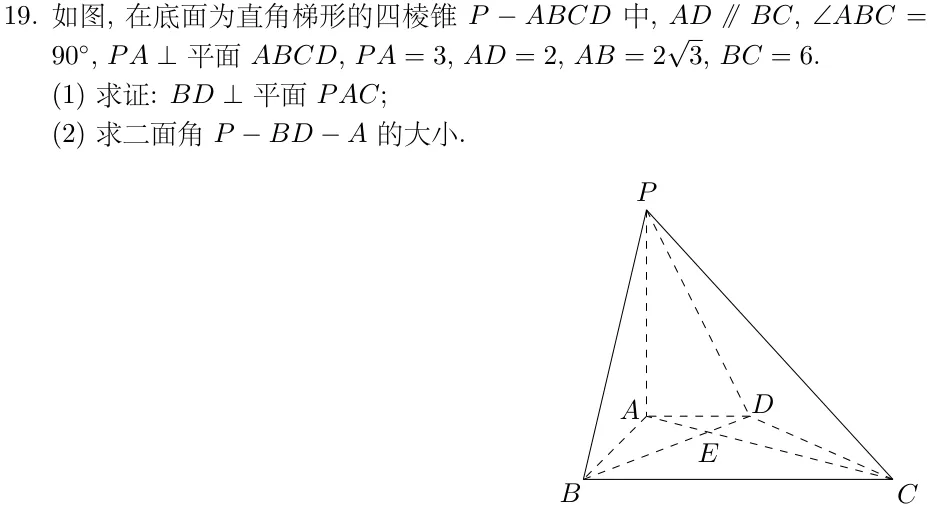 19. 如图, 在底面为直角梯形的四棱锥 P − ABCD 中, AD ∥ BC, ∠ABC =
90°, PA ⊥ 平面 ABCD, PA = 3, AD = 2, AB = 2√3, BC = 6.
(1) 求证: BD ⊥ 平面 PAC;
(2) 求二面角 P − BD − A 的大小.
P
A
D
E
B
C